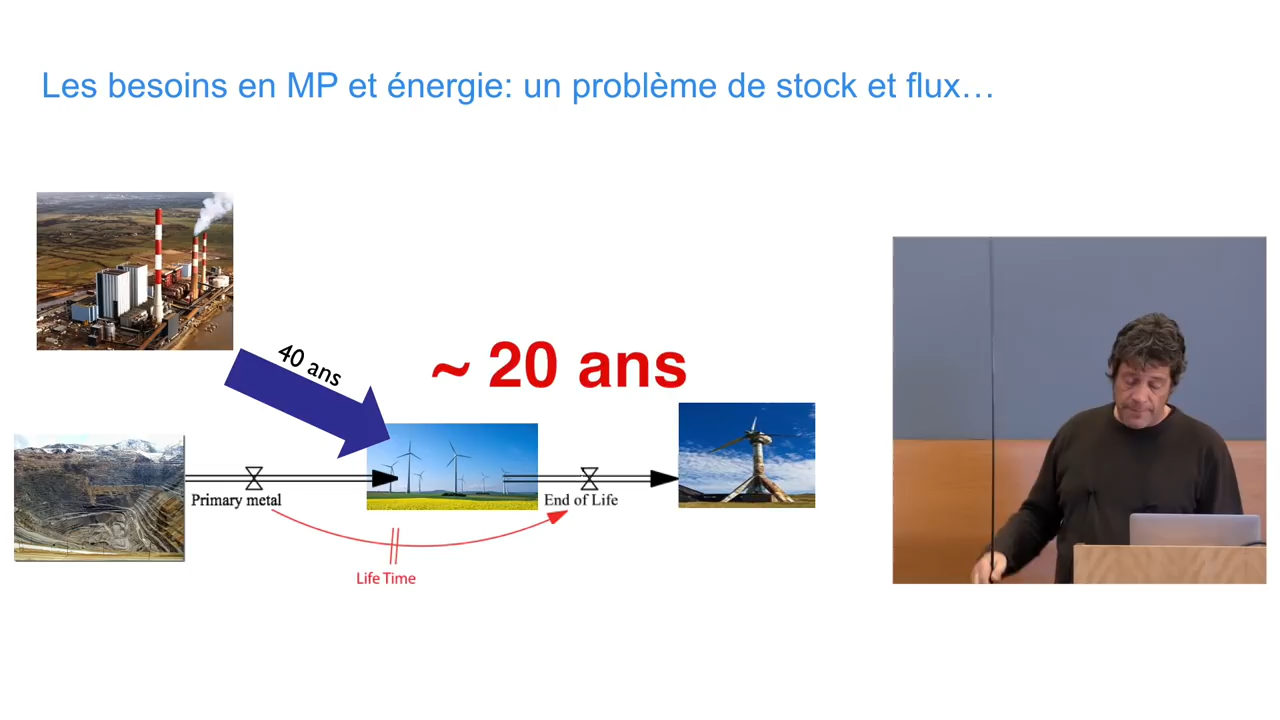 Les besoins en MP et énergie: un problème de stock et flux…
40 ans
~ 20 ans
Primary metal
End of Life
Life Time